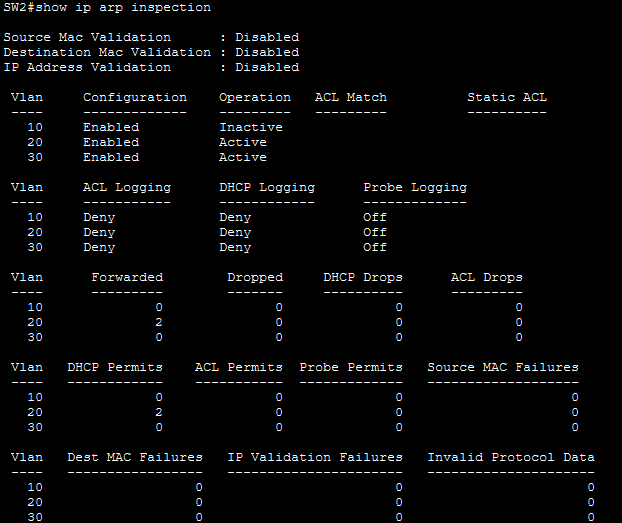 SW2#show ip arp inspection
Source Mac Validation      : Disabled
Destination Mac Validation : Disabled
IP Address Validation      : Disabled
 Vlan     Configuration    Operation   ACL Match          Static ACL
 ----     -------------    ---------   ---------          ----------
   10     Enabled          Inactive
   20     Enabled          Active
   30     Enabled          Active
 Vlan     ACL Logging      DHCP Logging      Probe Logging
 ----     -----------      ------------      -------------
   10     Deny             Deny              Off
   20     Deny             Deny              Off
   30     Deny             Deny              Off
 Vlan      Forwarded        Dropped     DHCP Drops      ACL Drops
 ----      ---------        -------     ----------      ---------
   10              0              0              0              0
   20              2              0              0              0
   30              0              0              0              0
 Vlan   DHCP Permits    ACL Permits  Probe Permits   Source MAC Failures
 ----   ------------    -----------  -------------   -------------------
   10              0              0              0                     0
   20              2              0              0                     0
   30              0              0              0                     0
 Vlan   Dest MAC Failures   IP Validation Failures   Invalid Protocol Data
 ----   -----------------   ----------------------   ---------------------
   10                   0                        0                       0
   20                   0                        0                       0
   30                   0                        0                       0